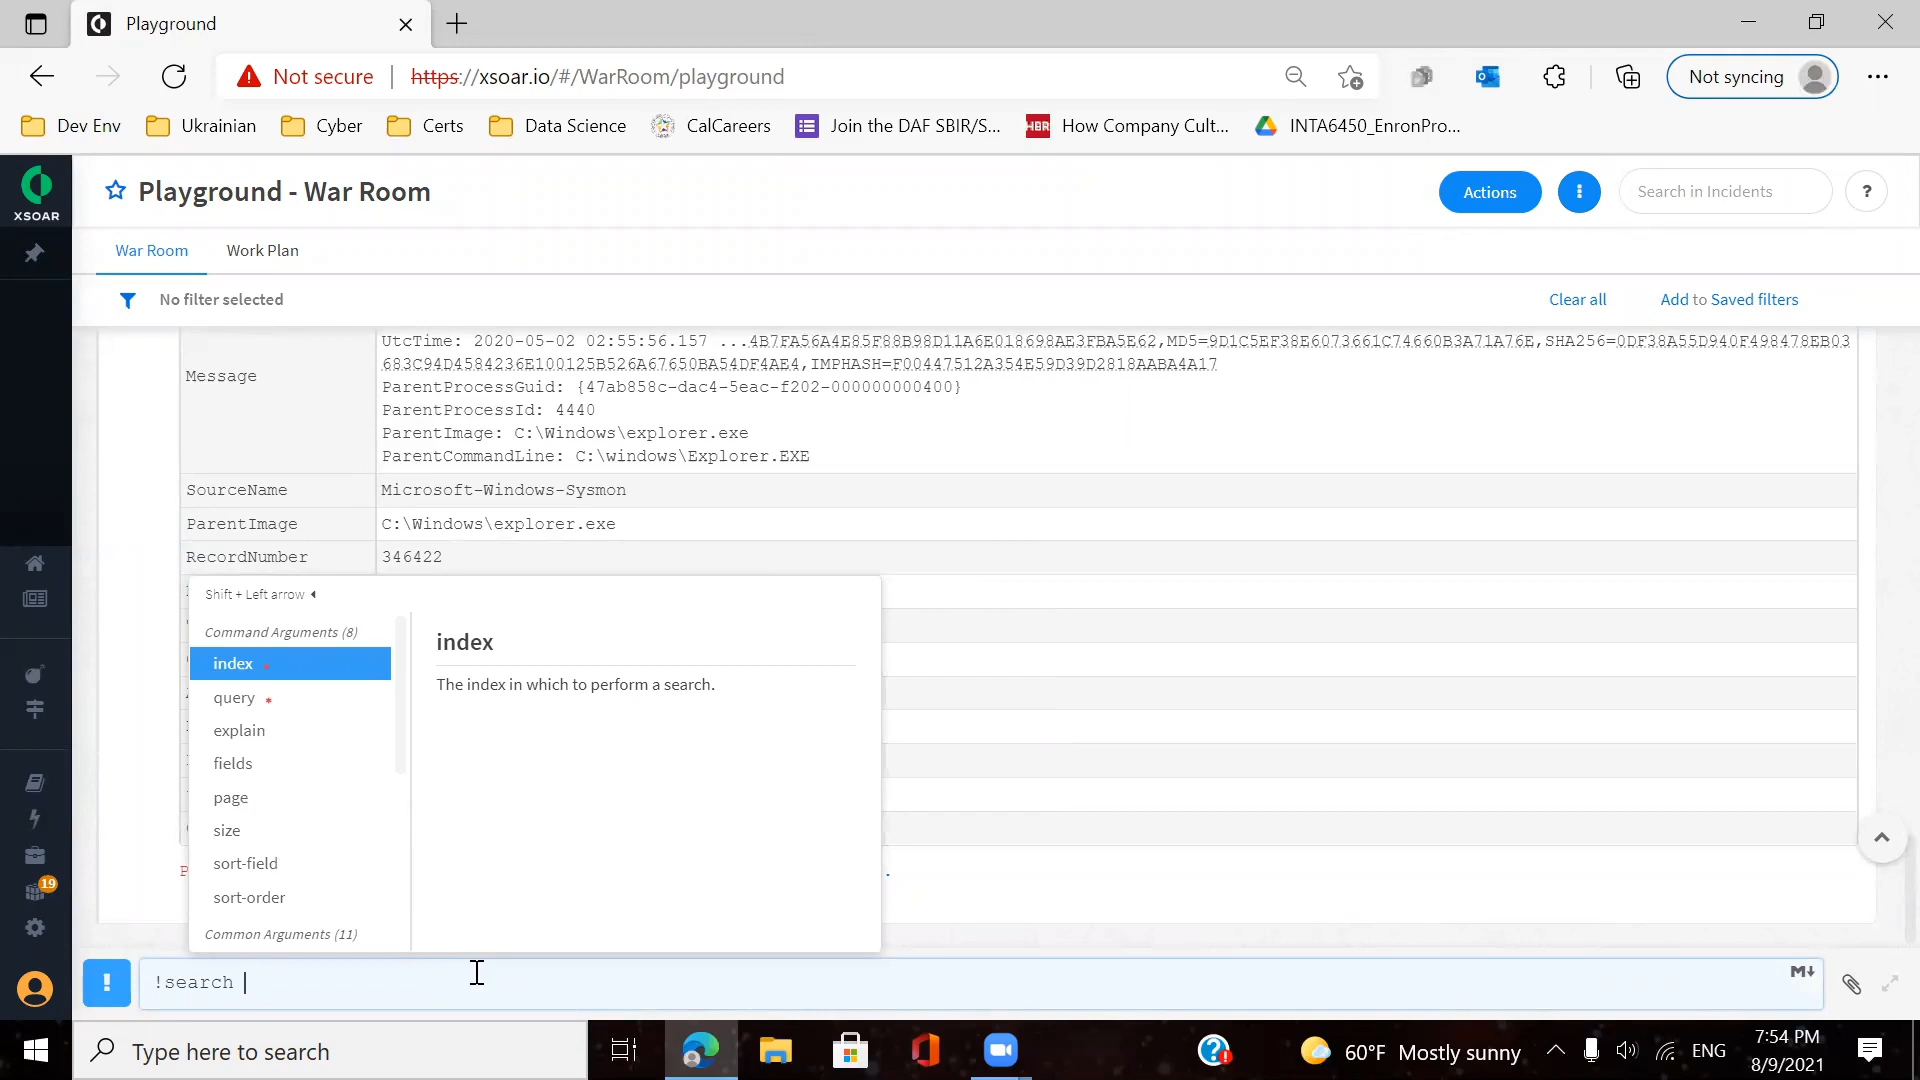 Playground
Not secure
https://xsoar.io/#/WarRoom/playground
Not syncing
Dev Env
Ukrainian
Cyber
Certs
Data Science
CalCareers
Join the DAF SBIR/S...
HBR
How Company Cult...
INTA6450_EnronPro...
XSOAR
Playground - War Room
Actions
Search in Incidents
?
War Room
Work Plan
No filter selected
Clear all
Add to Saved filters
Message
UtcTime: 2020-05-02 02:55:56.157 ...4B7FA56A4E85F88B98D11A6E018698AE3FBA5E62,MD5=9D1C5EF38E6073661C74660B3A71A76E,SHA256=0DF38A55D940F498478EB03
683C94D4584236E100125B526A67650BA54DF4AE4,IMPHASH=F00447512A354E59D39D2818AABA4A17
ParentProcessGuid: {47ab858c-dac4-5eac-f202-000000000400}
ParentProcessId: 4440
ParentImage: C:\Windows\explorer.exe
ParentCommandLine: C:\windows\Explorer.EXE
SourceName
Microsoft-Windows-Sysmon
ParentImage
C:\Windows\explorer.exe
RecordNumber
346422
Shift + Left arrow
Command Arguments (8)
index *
query *
explain
fields
page
size
sort-field
sort-order
Common Arguments (11)
index
The index in which to perform a search.
19
!
!search
M↓
Type here to search
60°F Mostly sunny
ENG
7:54 PM
8/9/2021